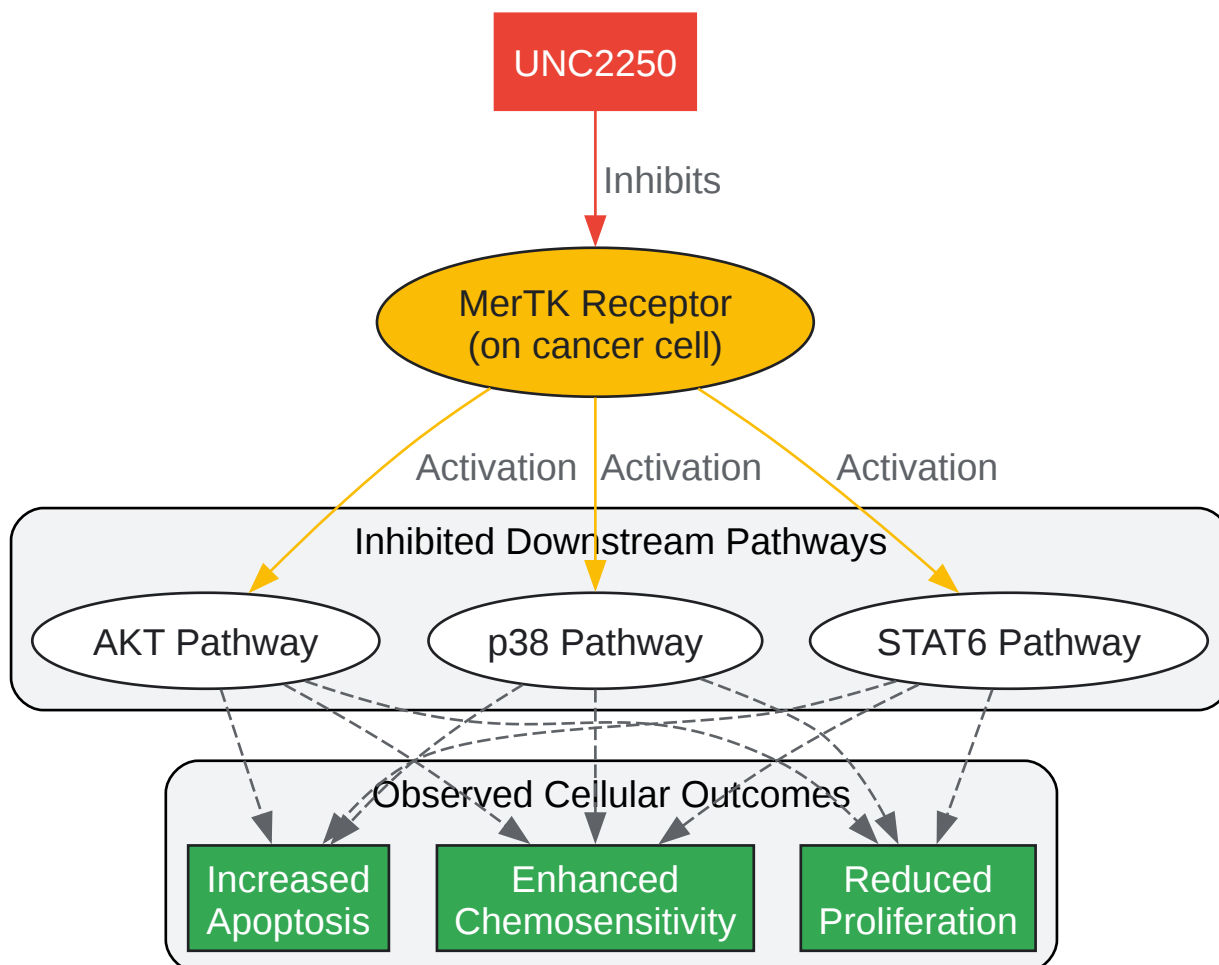 UNC2250
Inhibits
MerTK Receptor
(on cancer cell)
Activation
Activation
Activation
Inhibited Downstream Pathways
AKT Pathway
p38 Pathway
STAT6 Pathway
Observed Cellular Outcomes
Increased
Apoptosis
Enhanced
Chemosensitivity
Reduced
Proliferation